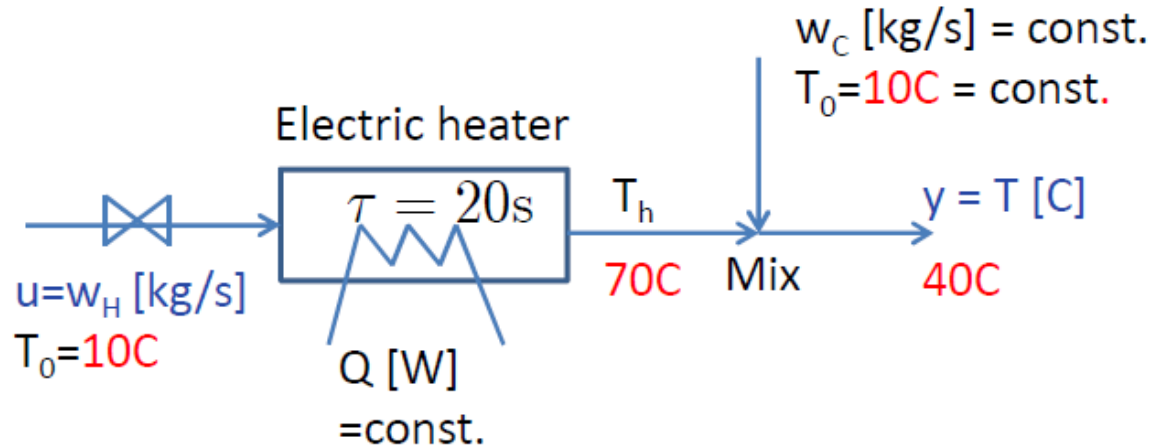 w_C [kg/s] = const.
T_0=10C = const.
Electric heater
τ = 20s
T_h
y = T [C]
u=w_H [kg/s]
70C
Mix
40C
T_0=10C
Q [W]
=const.